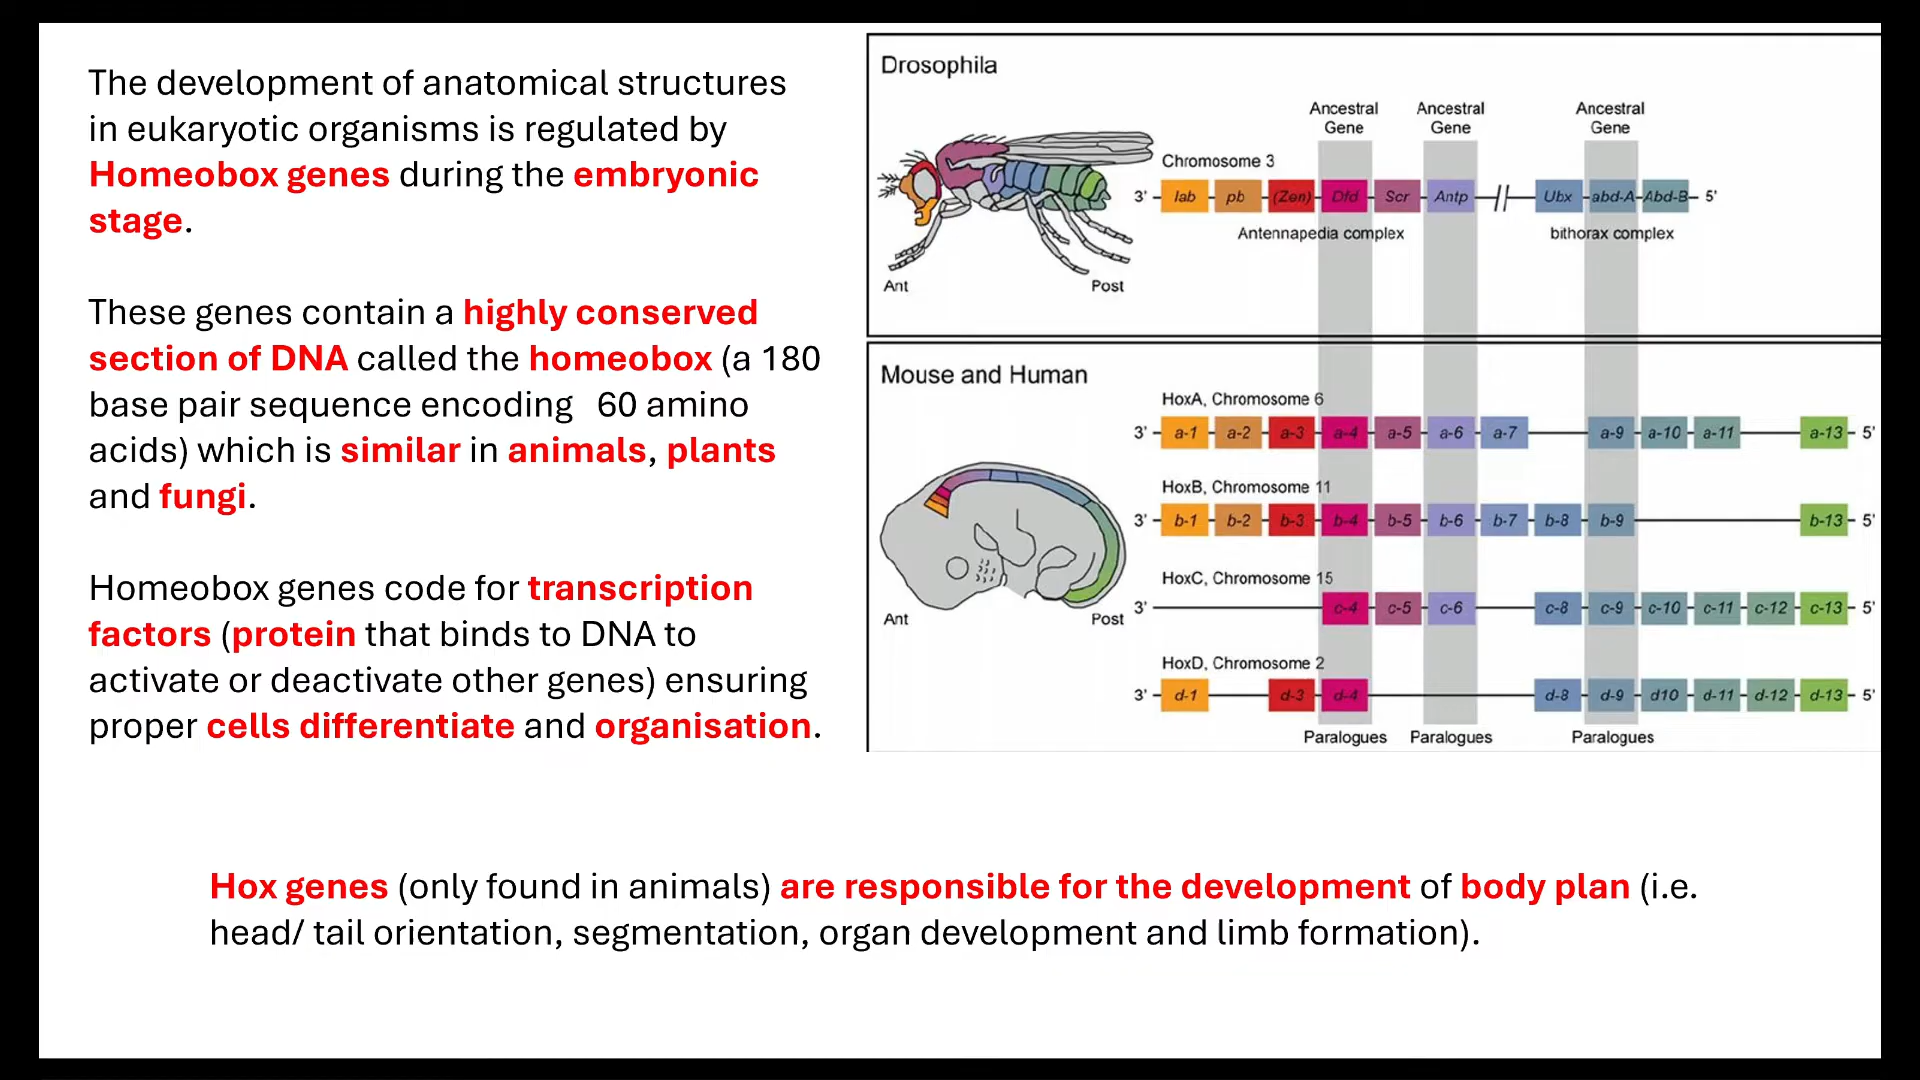 The development of anatomical structures
in eukaryotic organisms is regulated by
Homeobox genes during the embryonic
stage.
These genes contain a highly conserved
section of DNA called the homeobox (a 180
base pair sequence encoding 60 amino
acids) which is similar in animals, plants
and fungi.
Homeobox genes code for transcription
factors (protein that binds to DNA to
activate or deactivate other genes) ensuring
proper cells differentiate and organisation.
Drosophila
Ancestral Gene Ancestral Gene Ancestral Gene
Chromosome 3
3' lab pb (Zen) Dfd Scr Antp Ubx abd-A Abd-B 5'
Antennapedia complex bithorax complex
Ant Post
Mouse and Human
HoxA, Chromosome 6
3' a-1 a-2 a-3 a-4 a-5 a-6 a-7 a-9 a-10 a-11 a-13 5'
HoxB, Chromosome 11
3' b-1 b-2 b-3 b-4 b-5 b-6 b-7 b-8 b-9 b-13 5'
HoxC, Chromosome 15
3' c-4 c-5 c-6 c-8 c-9 c-10 c-11 c-12 c-13 5'
Ant Post
HoxD, Chromosome 2
3' d-1 d-3 d-4 d-8 d-9 d10 d-11 d-12 d-13 5'
Paralogues Paralogues Paralogues
Hox genes (only found in animals) are responsible for the development of body plan (i.e.
head/ tail orientation, segmentation, organ development and limb formation).